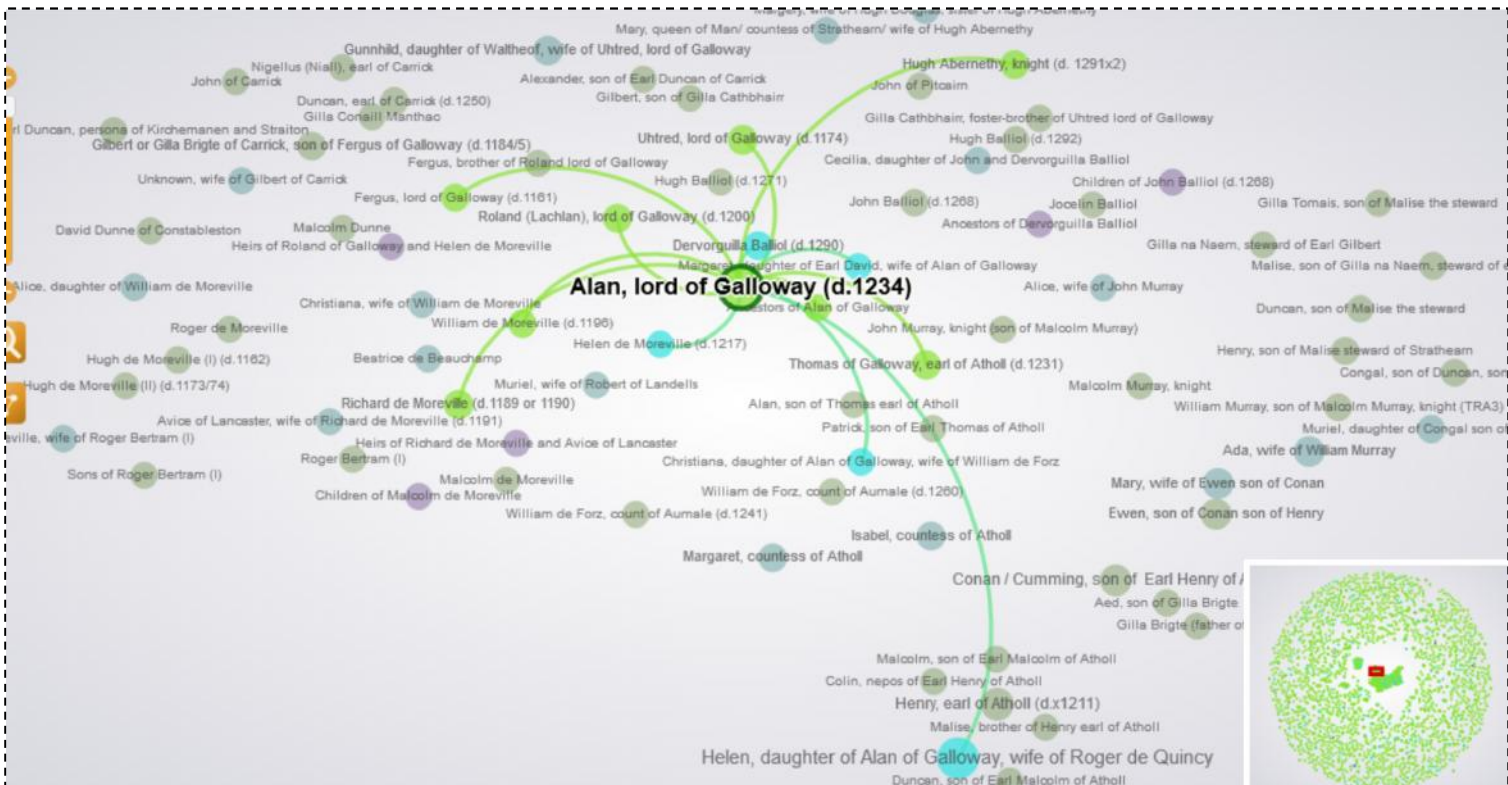 Mary, queen of Man/ countess of Strathearn/ wife of Hugh Abernethy
Gunnhild, daughter of Waltheof, wife of Uhtred, lord of Galloway
Hugh Abernethy, knight (d. 1291x2)
Nigellus (Niall), earl of Carrick
John of Carrick
Alexander, son of Earl Duncan of Carrick
John of Pitcairn
Duncan, earl of Carrick (d.1250)
Gilbert, son of Gilla Cathbhairr
Gilla Conaill Manthac
Gilla Cathbhairr, foster-brother of Uhtred lord of Galloway
rl Duncan, persona of Kirchemanen and Straiton
Uhtred, lord of Galloway (d.1174)
Hugh Balliol (d.1292)
Gilbert or Gilla Brigte of Carrick, son of Fergus of Galloway (d.1184/5)
Fergus, brother of Roland lord of Galloway
Cecilia, daughter of John and Dervorguilla Balliol
Unknown, wife of Gilbert of Carrick
Hugh Balliol (d.1271)
Children of John Balliol (d.1268)
Fergus, lord of Galloway (d.1161)
John Balliol (d.1268)
Jocelin Balliol
Gilla Tomais, son of Malise the steward
Roland (Lachlan), lord of Galloway (d.1200)
Ancestors of Dervorguilla Balliol
David Dunne of Constableston
Malcolm Dunne
Heirs of Roland of Galloway and Helen de Moreville
Dervorguilla Balliol (d.1290)
Gilla na Naem, steward of Earl Gilbert
Margaret, daughter of Earl David, wife of Alan of Galloway
Malise, son of Gilla na Naem, steward of
Alice, daughter of William de Moreville
Alan, lord of Galloway (d.1234)
Alice, wife of John Murray
Christiana, wife of William de Moreville
Ancestors of Alan of Galloway
Duncan, son of Malise the steward
Roger de Moreville
William de Moreville (d.1196)
John Murray, knight (son of Malcolm Murray)
Helen de Moreville (d.1217)
Henry, son of Malise steward of Strathearn
Hugh de Moreville (I) (d.1162)
Beatrice de Beauchamp
Thomas of Galloway, earl of Atholl (d.1231)
Congal, son of Duncan, son
Hugh de Moreville (II) (d.1173/74)
Muriel, wife of Robert of Landells
Malcolm Murray, knight
Richard de Moreville (d.1189 or 1190)
Alan, son of Thomas earl of Atholl
William Murray, son of Malcolm Murray, knight (TRA3)
Avice of Lancaster, wife of Richard de Moreville (d.1191)
Patrick, son of Earl Thomas of Atholl
Muriel, daughter of Congal son of
eville, wife of Roger Bertram (I)
Heirs of Richard de Moreville and Avice of Lancaster
Ada, wife of William Murray
Roger Bertram (I)
Christiana, daughter of Alan of Galloway, wife of William de Forz
Sons of Roger Bertram (I)
Malcolm de Moreville
Mary, wife of Ewen son of Conan
Children of Malcolm de Moreville
William de Forz, count of Aumale (d.1260)
William de Forz, count of Aumale (d.1241)
Ewen, son of Conan son of Henry
Isabel, countess of Atholl
Margaret, countess of Atholl
Conan / Cumming, son of Earl Henry of A
Aed, son of Gilla Brigte
Gilla Brigte (father of
Malcolm, son of Earl Malcolm of Atholl
Colin, nepos of Earl Henry of Atholl
Henry, earl of Atholl (d.x1211)
Malise, brother of Henry earl of Atholl
Helen, daughter of Alan of Galloway, wife of Roger de Quincy
Duncan, son of Earl Malcolm of Atholl